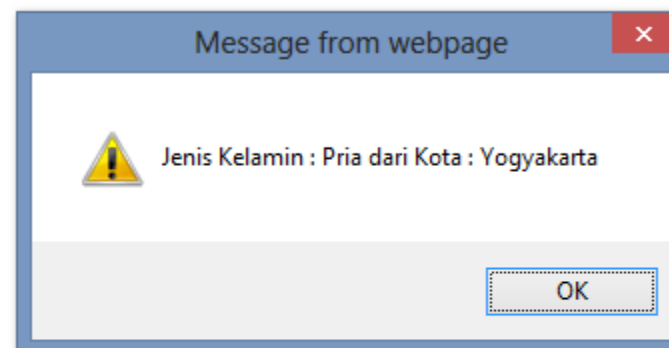 Message from webpage
Jenis Kelamin : Pria dari Kota : Yogyakarta
OK